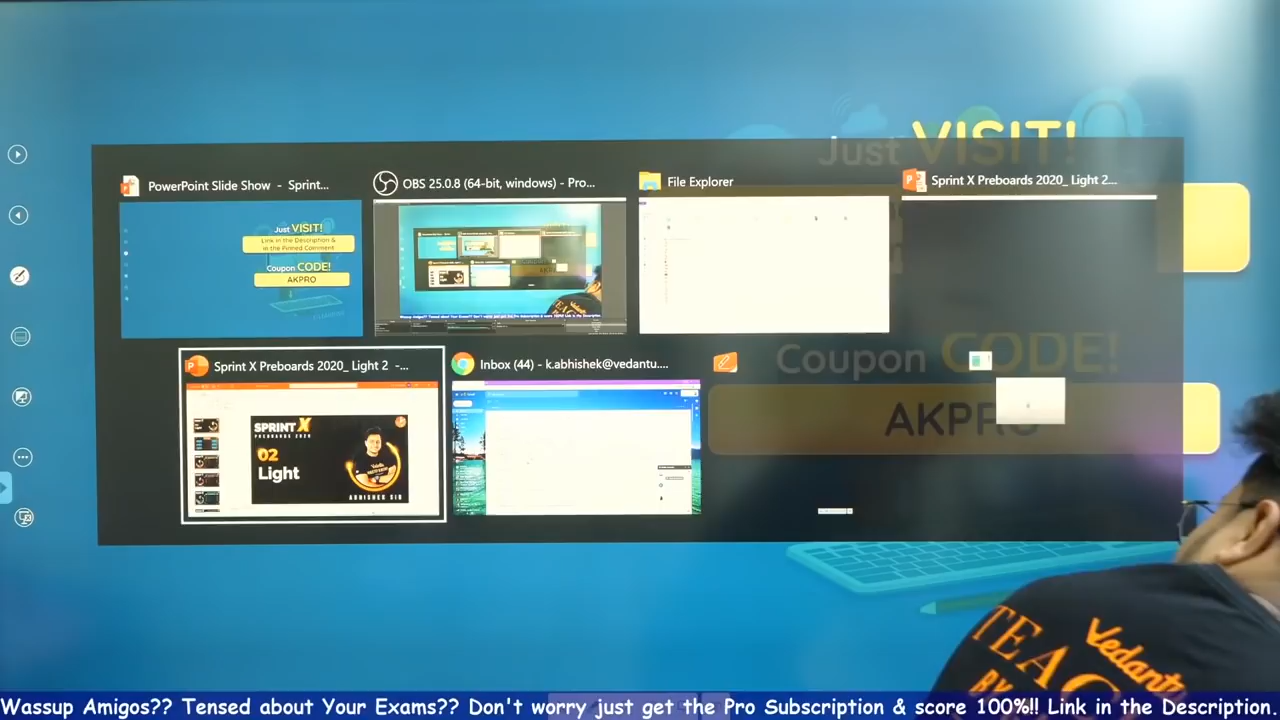 Just VISIT!
PowerPoint Slide Show - Sprint...
OBS 25.0.8 (64-bit, windows) - Pro...
File Explorer
Sprint X Preboards 2020_ Light 2...
Just VISIT!
Link in the Description &
in the Pinned Comment
Coupon CODE!
AKPRO
Sprint X Preboards 2020_ Light 2 -...
Inbox (44) - k.abhishek@vedantu....
Coupon CODE!
AKPRO
SPRINT X
PREBOARDS 2020
02
Light
ABHISHEK SIR
Vedantu
TEAC
BY
Wassup Amigos?? Tensed about Your Exams?? Don't worry just get the Pro Subscription & score 100%!! Link in the Description.